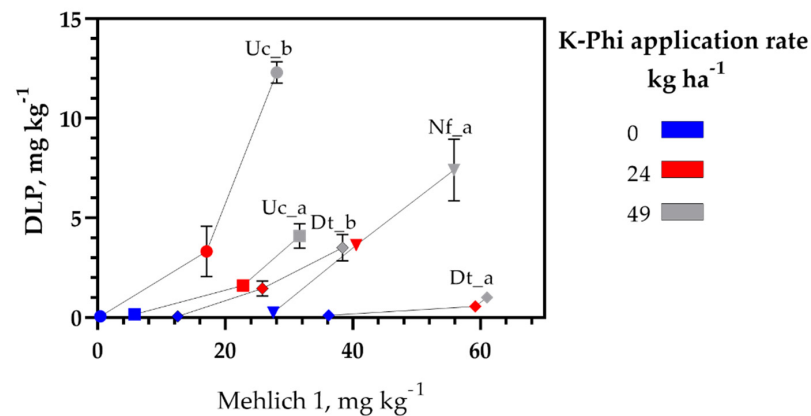 15
10
5
0
DLP, mg kg⁻¹
Uc_b
Nf_a
Uc_a
Dt_b
Dt_a
0
20
40
60
Mehlich 1, mg kg⁻¹
K-Phi application rate
kg ha⁻¹
0
24
49